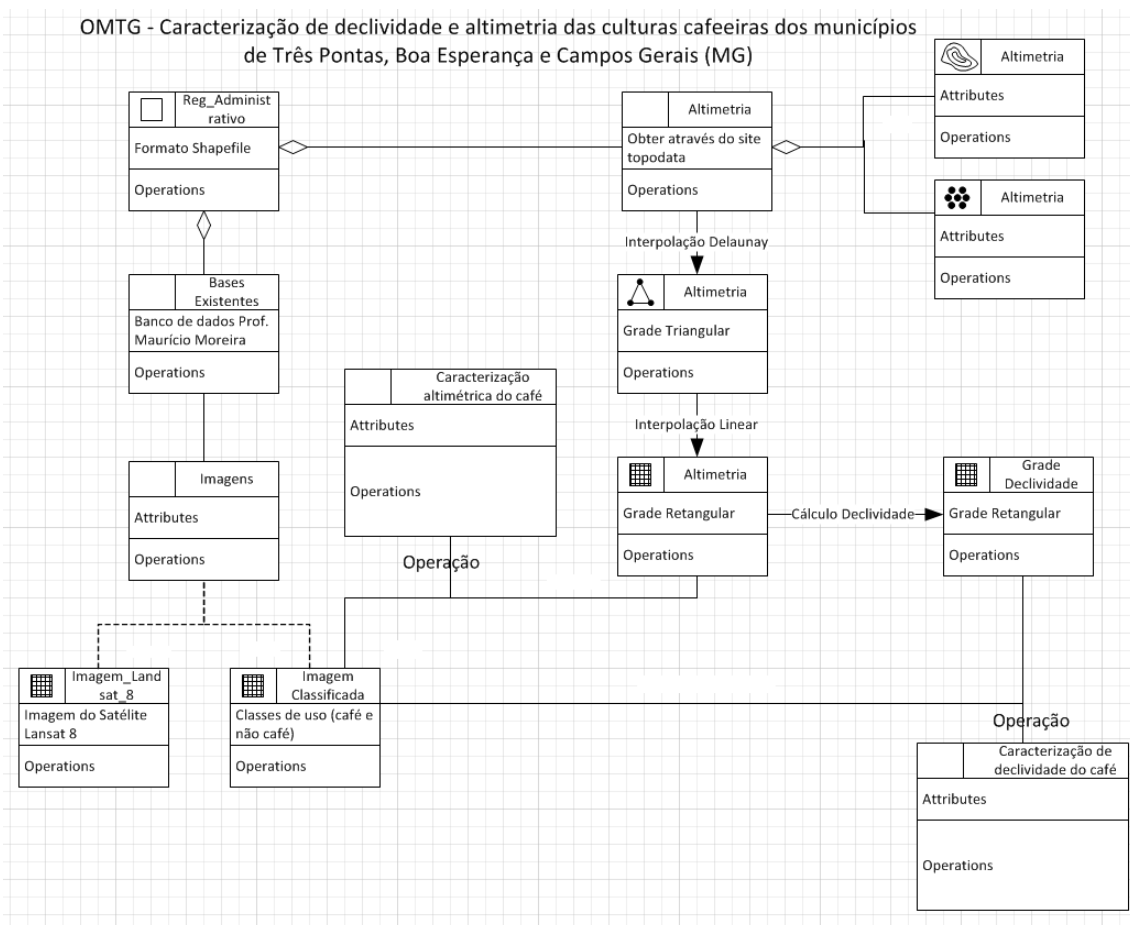 OMTG - Caracterização de declividade e altimetria das culturas cafeeiras dos municípios
de Três Pontas, Boa Esperança e Campos Gerais (MG)
Altimetria
Attributes
Operations
Reg_Administ
rativo
Formato Shapefile
Operations
Altimetria
Obter através do site
topodata
Operations
Altimetria
Attributes
Operations
Interpolação Delaunay
Bases
Existentes
Banco de dados Prof.
Maurício Moreira
Operations
Altimetria
Grade Triangular
Operations
Caracterização
altimétrica do café
Attributes
Operations
Interpolação Linear
Imagens
Attributes
Operations
Altimetria
Grade Retangular
Operations
Cálculo Declividade
Grade
Declividade
Grade Retangular
Operations
Operação
Imagem_Land
sat_8
Imagem do Satélite
Lansat 8
Operations
Imagem
Classificada
Classes de uso (café e
não café)
Operations
Operação
Caracterização de
declividade do café
Attributes
Operations